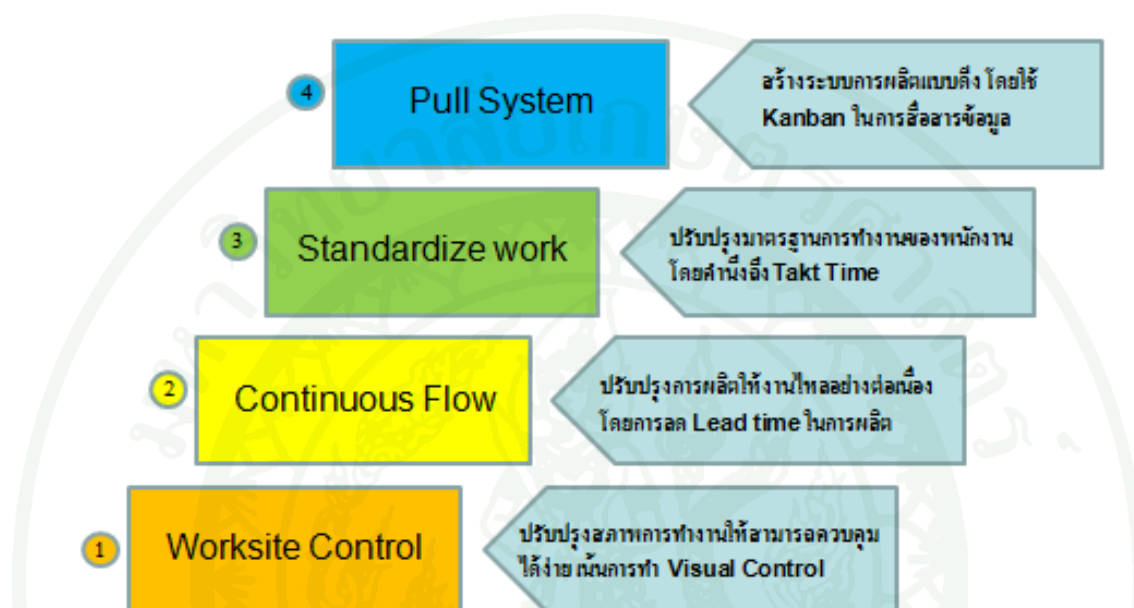 4
Pull System
สร้างระบบการผลิตแบบดึง โดยใช้
Kanban ในการสื่อสารข้อมูล
3
Standardize work
ปรับปรุงมาตรฐานการทำงานของพนักงาน
โดยคำนึงถึง Takt Time
2
Continuous Flow
ปรับปรุงการผลิตให้งานไหลอย่างต่อเนื่อง
โดยการลด Lead time ในการผลิต
1
Worksite Control
ปรับปรุงสภาพการทำงานให้สามารถควบคุม
ได้ง่าย เน้นการทำ Visual Control